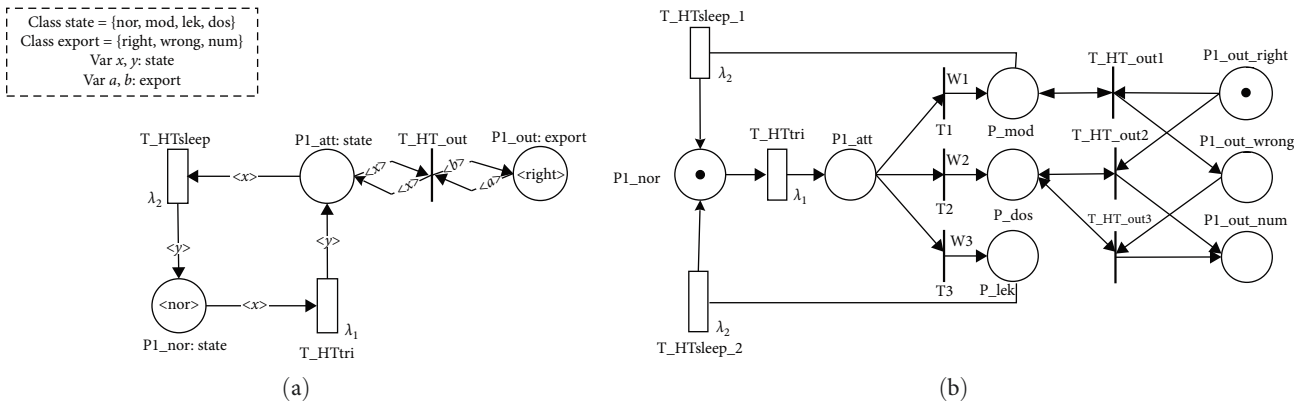 Class state = {nor, mod, lek, dos}
Class export = {right, wrong, num}
Var x, y: state
Var a, b: export
T_HTsleep
λ2
P1_att: state
T_HT_out
P1_out: export
<x>
<x>
<x>
<b>
<a>
<right>
<y>
<y>
<nor>
<x>
λ1
P1_nor: state
T_HTtri
(a)
T_HTsleep_1
λ2
W1
T1
P_mod
T_HT_out1
P1_out_right
T_HTtri
P1_att
T_HT_out2
P1_out_wrong
P1_nor
λ1
W2
T2
P_dos
T_HT_out3
P1_out_num
W3
T3
P_lek
λ2
T_HTsleep_2
(b)